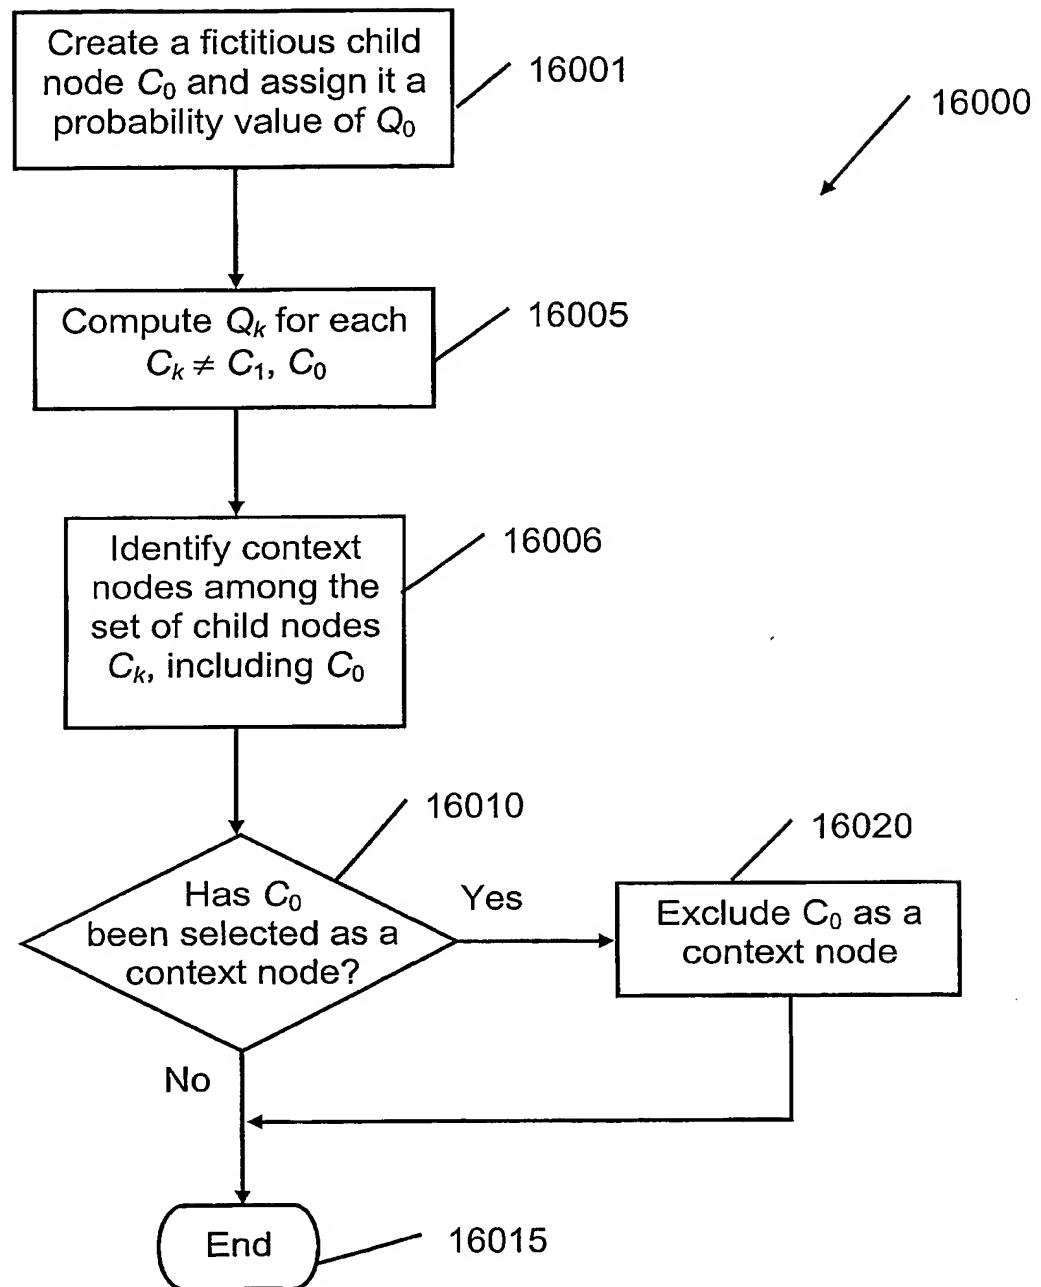 Create a fictitious child
node C₀ and assign it a
probability value of Q₀
16001
16000
Compute Qₖ for each
Cₖ ≠ C₁, C₀
16005
Identify context
nodes among the
set of child nodes
Cₖ, including C₀
16006
Has C₀
been selected as a
context node?
16010
Yes
Exclude C₀ as a
context node
16020
No
End
16015